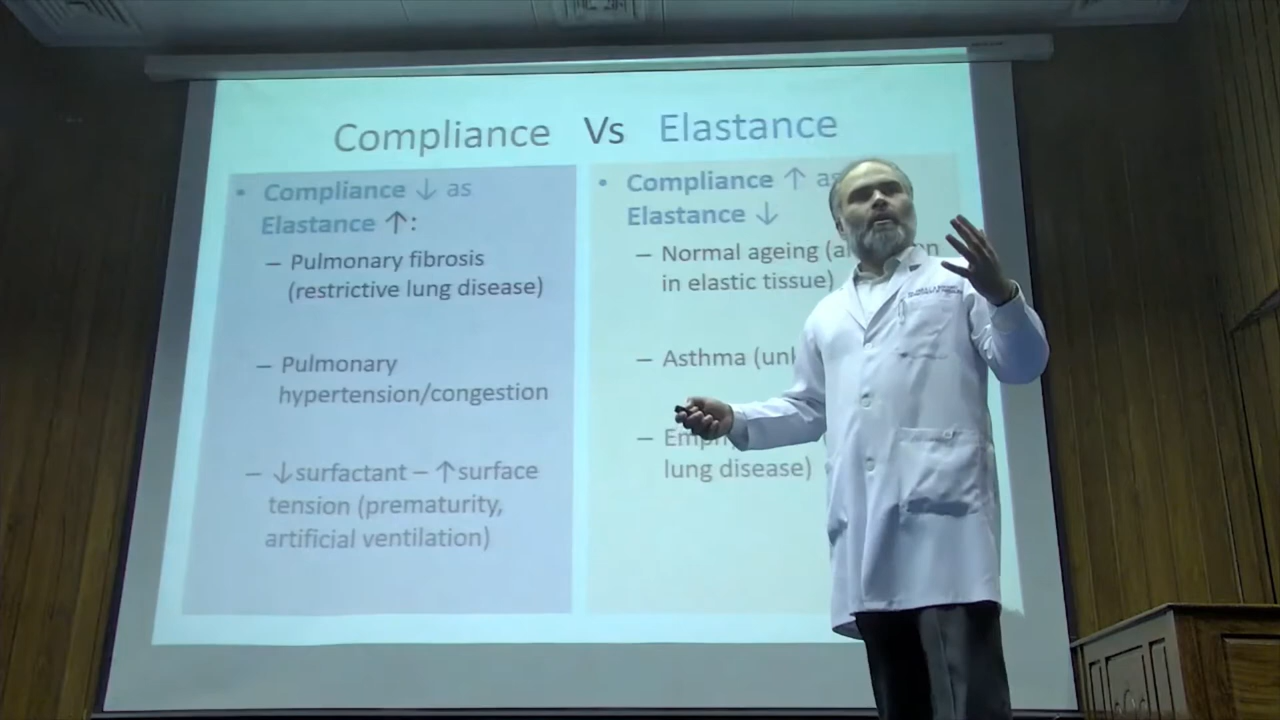 Compliance Vs Elastance
• Compliance ↓ as
Elastance ↑:
– Pulmonary fibrosis
(restrictive lung disease)
– Pulmonary
hypertension/congestion
– ↓surfactant – ↑surface
tension (prematurity,
artificial ventilation)
• Compliance ↑ as
Elastance ↓
– Normal ageing
in elastic tissue)
– Asthma
–
lung disease)